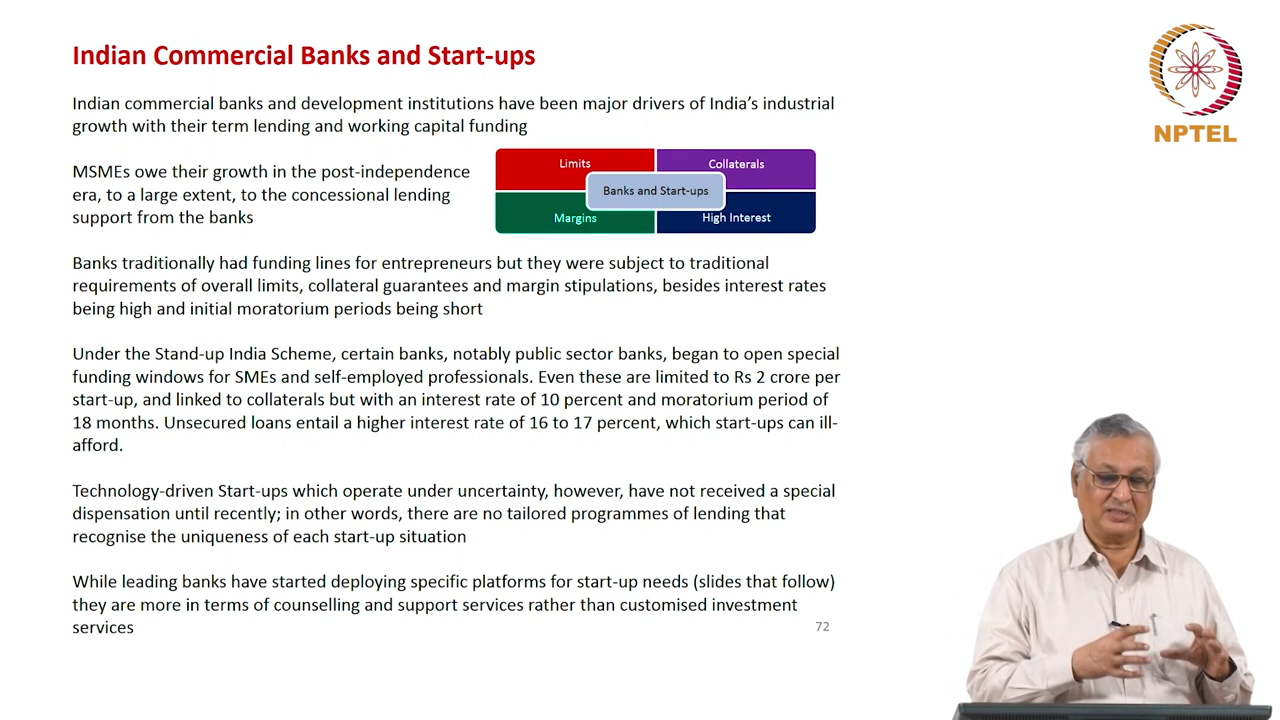 Indian Commercial Banks and Start-ups
Indian commercial banks and development institutions have been major drivers of India's industrial
growth with their term lending and working capital funding
MSMEs owe their growth in the post-independence
era, to a large extent, to the concessional lending
support from the banks
Limits
Collaterals
Banks and Start-ups
Margins
High Interest
Banks traditionally had funding lines for entrepreneurs but they were subject to traditional
requirements of overall limits, collateral guarantees and margin stipulations, besides interest rates
being high and initial moratorium periods being short
Under the Stand-up India Scheme, certain banks, notably public sector banks, began to open special
funding windows for SMEs and self-employed professionals. Even these are limited to Rs 2 crore per
start-up, and linked to collaterals but with an interest rate of 10 percent and moratorium period of
18 months. Unsecured loans entail a higher interest rate of 16 to 17 percent, which start-ups can ill-
afford.
Technology-driven Start-ups which operate under uncertainty, however, have not received a special
dispensation until recently; in other words, there are no tailored programmes of lending that
recognise the uniqueness of each start-up situation
While leading banks have started deploying specific platforms for start-up needs (slides that follow)
they are more in terms of counselling and support services rather than customised investment
services
72
NPTEL